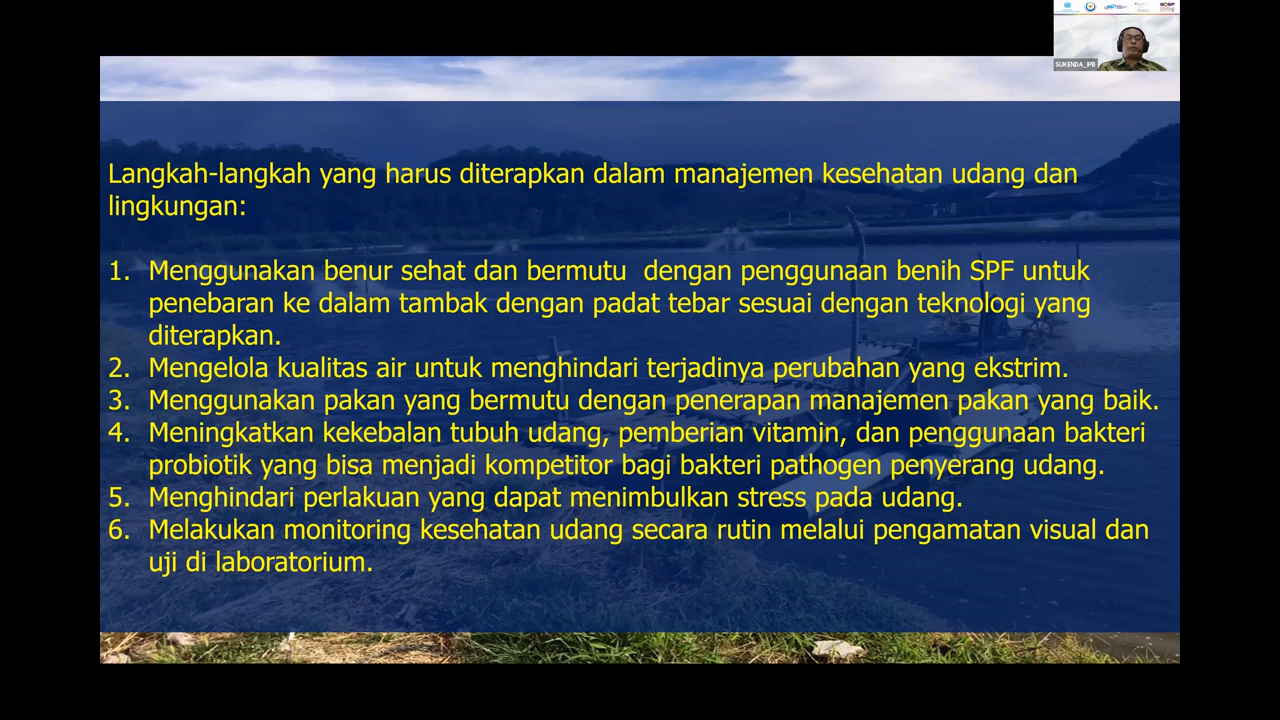 SUKENDA_IPB
Langkah-langkah yang harus diterapkan dalam manajemen kesehatan udang dan
lingkungan:
1. Menggunakan benur sehat dan bermutu  dengan penggunaan benih SPF untuk
penebaran ke dalam tambak dengan padat tebar sesuai dengan teknologi yang
diterapkan.
2. Mengelola kualitas air untuk menghindari terjadinya perubahan yang ekstrim.
3. Menggunakan pakan yang bermutu dengan penerapan manajemen pakan yang baik.
4. Meningkatkan kekebalan tubuh udang, pemberian vitamin, dan penggunaan bakteri
probiotik yang bisa menjadi kompetitor bagi bakteri pathogen penyerang udang.
5. Menghindari perlakuan yang dapat menimbulkan stress pada udang.
6. Melakukan monitoring kesehatan udang secara rutin melalui pengamatan visual dan
uji di laboratorium.